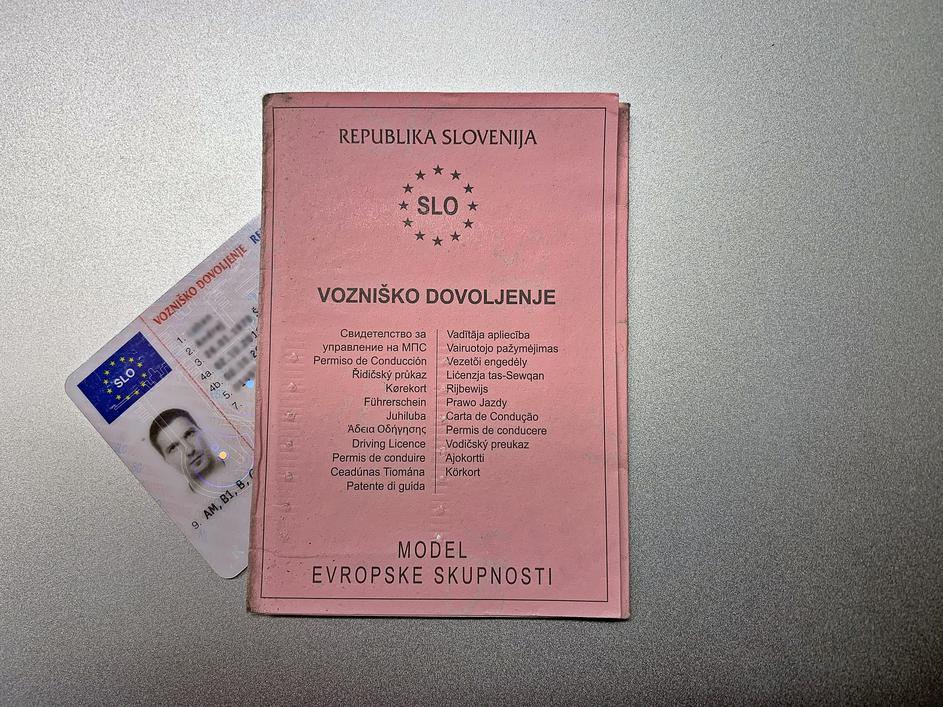 REPUBLIKA SLOVENIJA
SLO
VOZNIŠKO DOVOLJENJE
Свидетелство за
управление на МПС
Permiso de Conducción
Řidičský průkaz
Kørekort
Führerschein
Juhiluba
Άδεια Οδήγησης
Driving Licence
Permis de conduire
Ceadúnas Tiomána
Patente di guida
Vadītāja apliecība
Vairuotojo pažymėjimas
Vezetői engedély
Liċenzja tas-Sewqan
Rijbewijs
Prawo Jazdy
Carta de Condução
Permis de conducere
Vodičský preukaz
Ajokortti
Körkort
MODEL
EVROPSKE SKUPNOSTI
VOZNIŠKO DOVOLJENJE
SLO
1.
2.
3.
4a.
4b.
5.
7.
9. AM, B1, B,